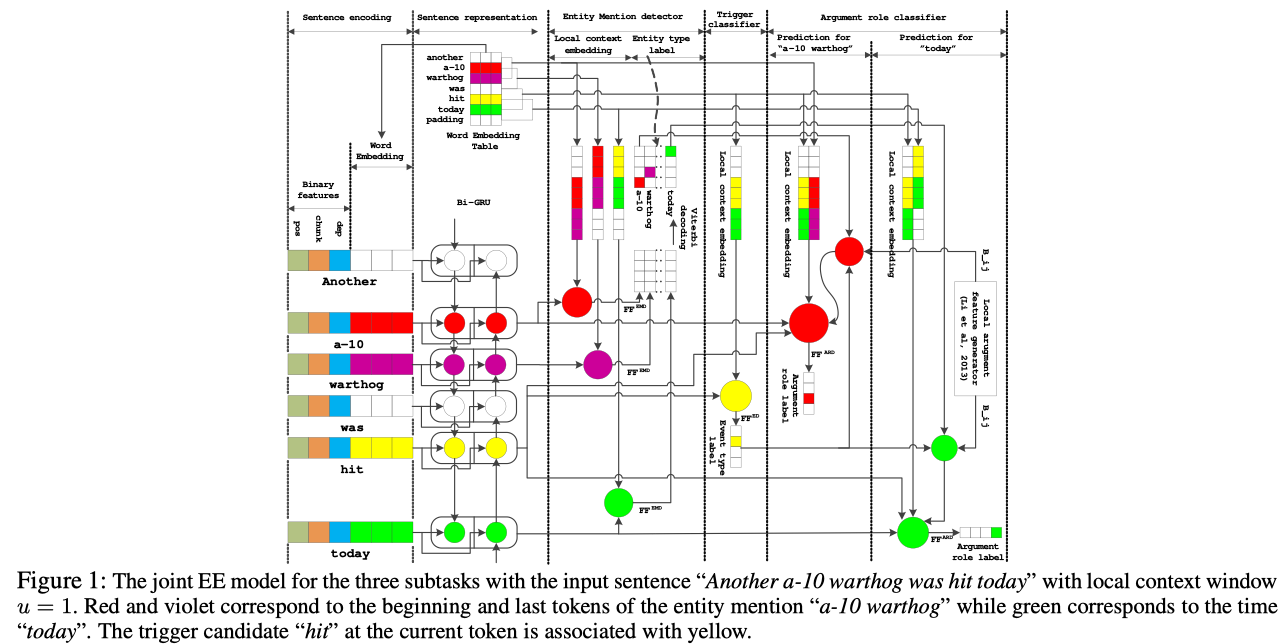 Sentence encoding
Sentence representation
Entity Mention detector
Trigger
classifier
Argument role classifier
Local context
embedding
Entity type
label
Prediction for
"a-10 warthog"
Prediction for
"today"
another
a-10
warthog
was
hit
today
padding
Word Embedding
Table
Word
Embedding
Binary
features
pos
chunk
dep
Bi-GRU
a-10
warthog
today
Viterbi
decoding
Local context embedding
Local context embedding
Local context embedding
B_ij
Local argument
feature generator
(Li et al, 2013)
B_ij
Another
a-10
warthog
was
hit
today
FF EMD
FF EMD
FF EMD
FF ED
Event type
label
FF ARD
Argument
role label
FF ARD
Argument
role label
Figure 1: The joint EE model for the three subtasks with the input sentence "Another a-10 warthog was hit today" with local context window
u = 1. Red and violet correspond to the beginning and last tokens of the entity mention "a-10 warthog" while green corresponds to the time
"today". The trigger candidate "hit" at the current token is associated with yellow.